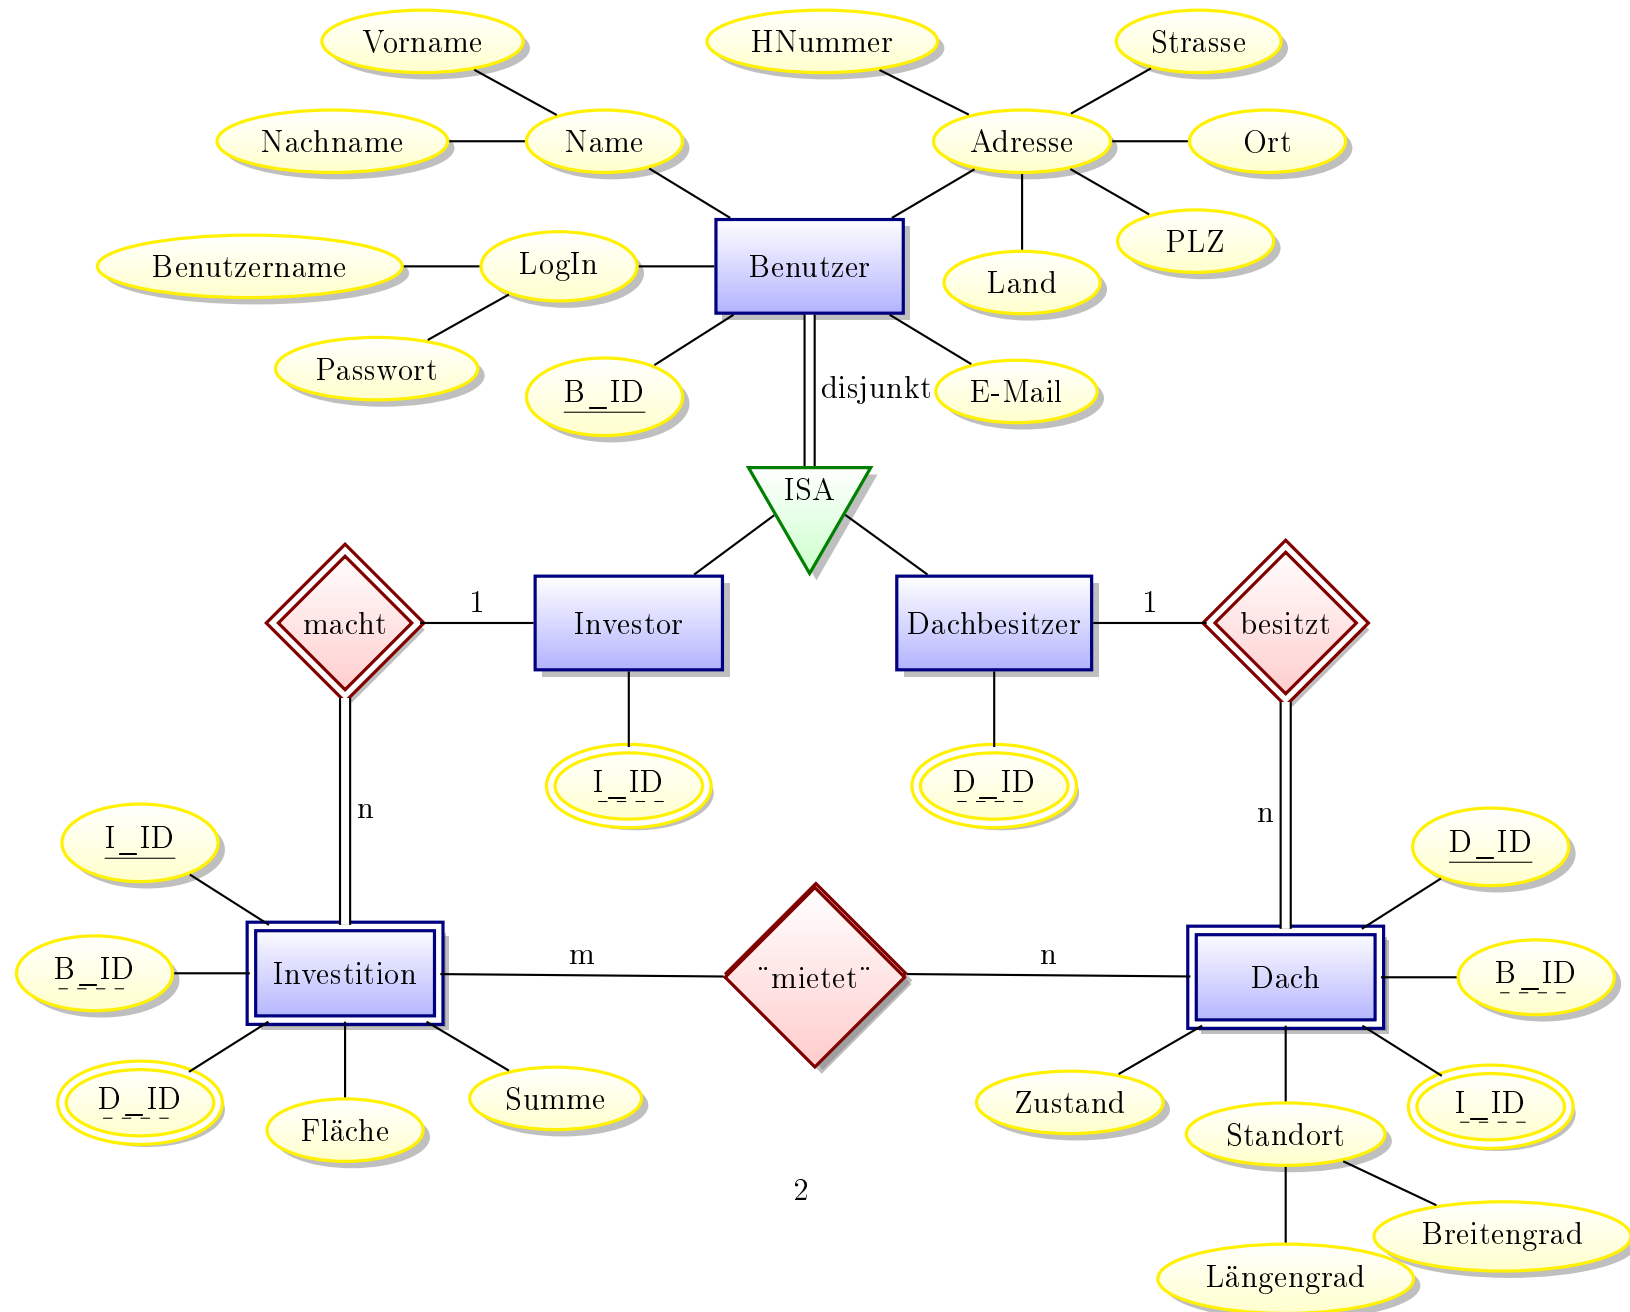 Vorname
HNummer
Strasse
Nachname
Name
Adresse
Ort
PLZ
Benutzername
LogIn
Benutzer
Land
Passwort
B_ID
disjunkt
E-Mail
ISA
macht
1
Investor
Dachbesitzer
1
besitzt
I_ID
D_ID
n
n
I_ID
D_ID
B_ID
Investition
m
¨mietet¨
n
Dach
B_ID
D_ID
Fläche
Summe
Zustand
Standort
I_ID
2
Breitengrad
Längengrad